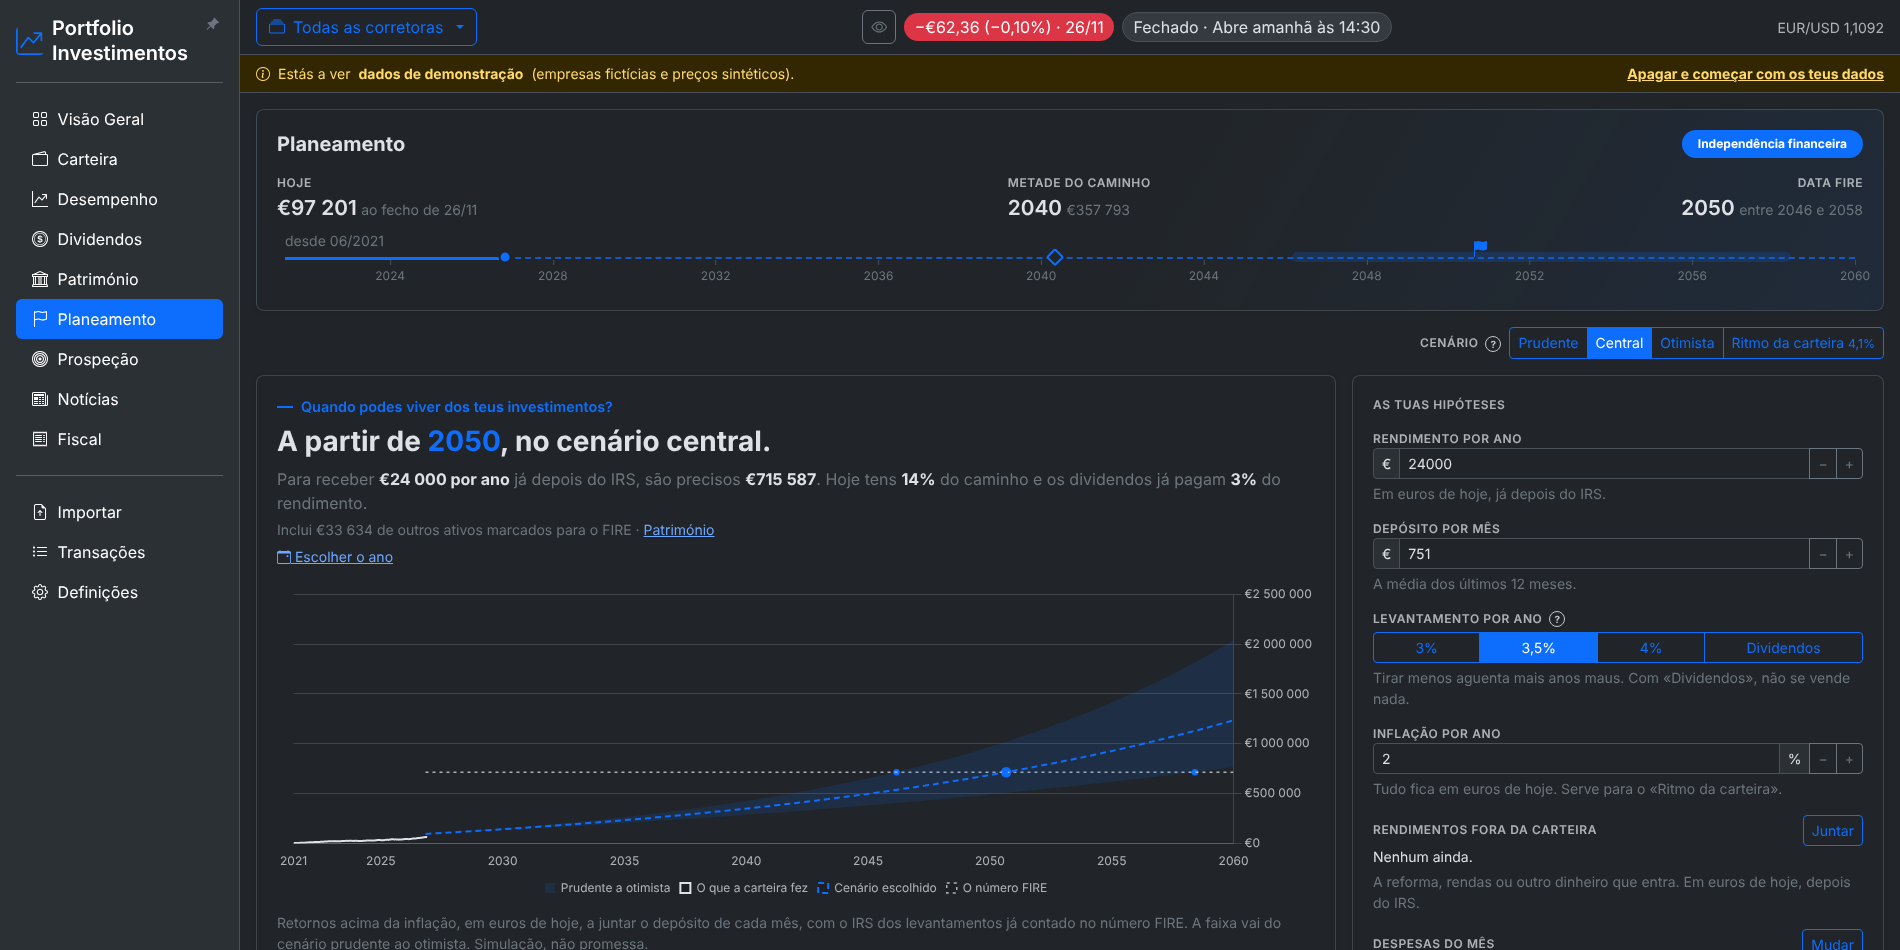 Portfolio
Investimentos
Visão Geral
Carteira
Desempenho
Dividendos
Património
Planeamento
Prospeção
Notícias
Fiscal
Importar
Transações
Definições
Todas as corretoras
−€62,36 (−0,10%) · 26/11
Fechado · Abre amanhã às 14:30
EUR/USD 1,1092
Estás a ver dados de demonstração (empresas fictícias e preços sintéticos).
Apagar e começar com os teus dados
Planeamento
Independência financeira
HOJE
€97 201 ao fecho de 26/11
METADE DO CAMINHO
2040 €357 793
DATA FIRE
2050 entre 2046 e 2058
desde 06/2021
2024 2028 2032 2036 2040 2044 2048 2052 2056 2060
CENÁRIO ?
Prudente Central Otimista Ritmo da carteira 4,1%
Quando podes viver dos teus investimentos?
A partir de 2050, no cenário central.
Para receber €24 000 por ano já depois do IRS, são precisos €715 587. Hoje tens 14% do caminho e os dividendos já pagam 3% do
rendimento.
Inclui €33 634 de outros ativos marcados para o FIRE · Património
Escolher o ano
€2 500 000
€2 000 000
€1 500 000
€1 000 000
€500 000
€0
2021 2025 2030 2035 2040 2045 2050 2055 2060
Prudente a otimista O que a carteira fez Cenário escolhido O número FIRE
Retornos acima da inflação, em euros de hoje, a juntar o depósito de cada mês, com o IRS dos levantamentos já contado no número FIRE. A faixa vai do
cenário prudente ao otimista. Simulação, não promessa.
AS TUAS HIPÓTESES
RENDIMENTO POR ANO
€ 24000 − +
Em euros de hoje, já depois do IRS.
DEPÓSITO POR MÊS
€ 751 − +
A média dos últimos 12 meses.
LEVANTAMENTO POR ANO ?
3% 3,5% 4% Dividendos
Tirar menos aguenta mais anos maus. Com «Dividendos», não se vende
nada.
INFLAÇÃO POR ANO
2 % − +
Tudo fica em euros de hoje. Serve para o «Ritmo da carteira».
RENDIMENTOS FORA DA CARTEIRA
Juntar
Nenhum ainda.
A reforma, rendas ou outro dinheiro que entra. Em euros de hoje, depois
do IRS.
DESPESAS DO MÊS
Mudar